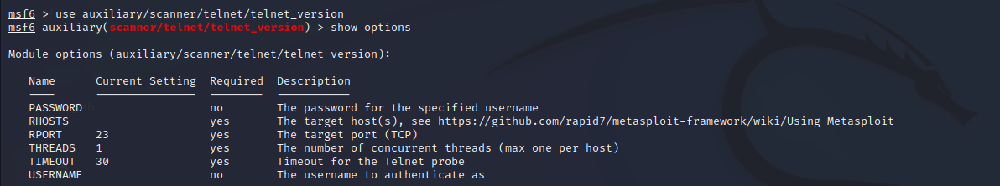 msf6 > use auxiliary/scanner/telnet/telnet_version
msf6 auxiliary(scanner/telnet/telnet_version) > show options
Module options (auxiliary/scanner/telnet/telnet_version):
Name Current Setting Required Description
PASSWORD no The password for the specified username
RHOSTS yes The target host(s), see https://github.com/rapid7/metasploit-framework/wiki/Using-Metasploit
RPORT 23 yes The target port (TCP)
THREADS 1 yes The number of concurrent threads (max one per host)
TIMEOUT 30 yes Timeout for the Telnet probe
USERNAME no The username to authenticate as